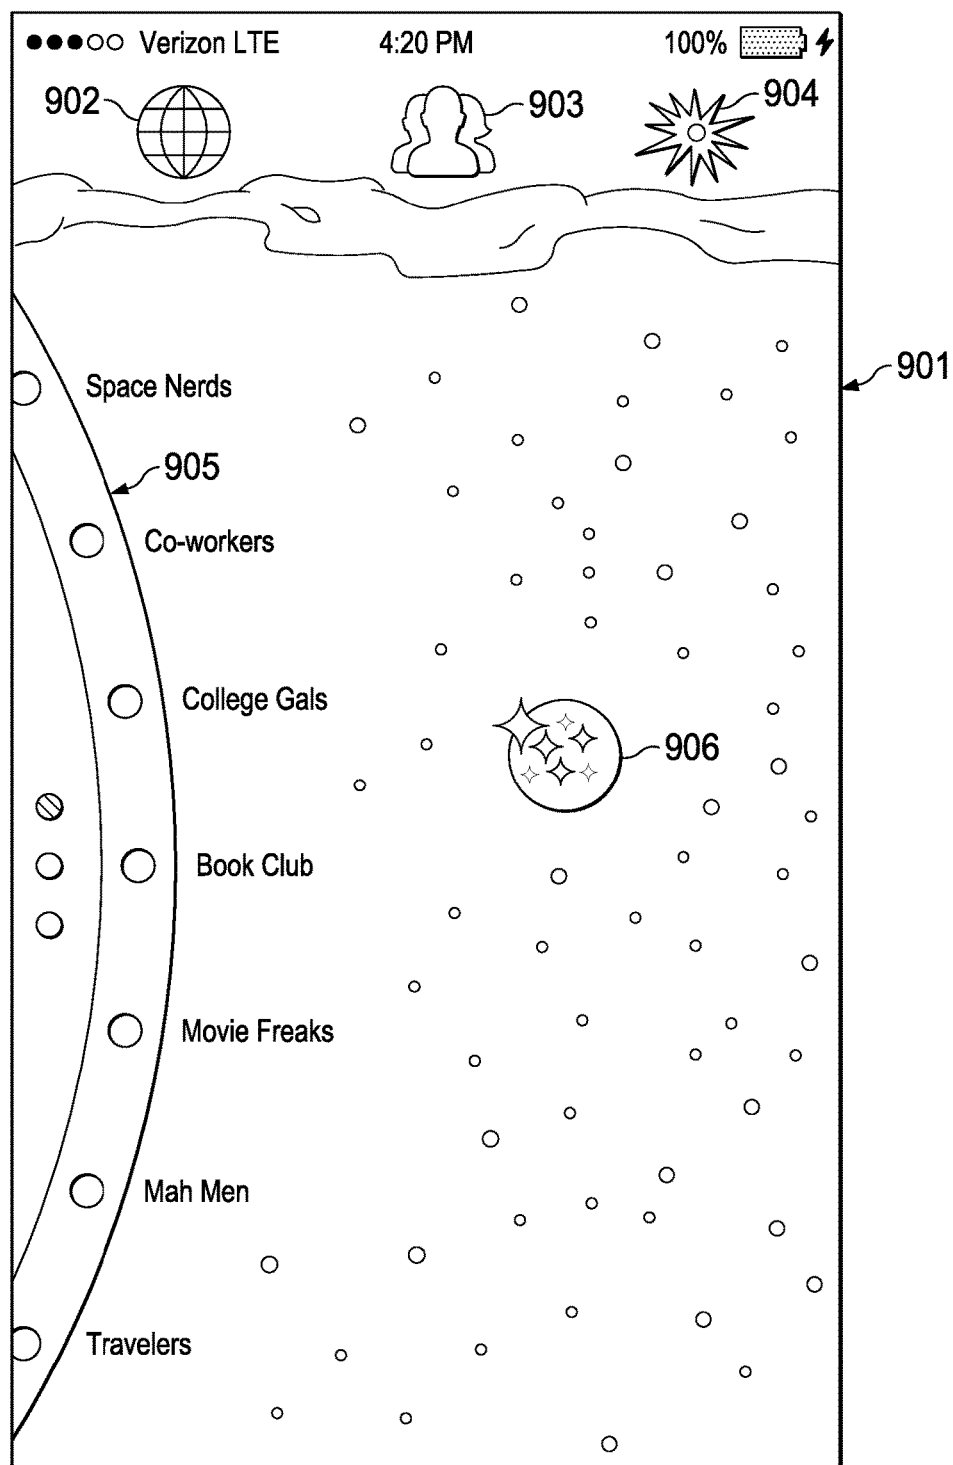 Verizon LTE 4:20 PM 100%
902 903 904
901
Space Nerds
905
Co-workers
College Gals
906
Book Club
Movie Freaks
Mah Men
Travelers